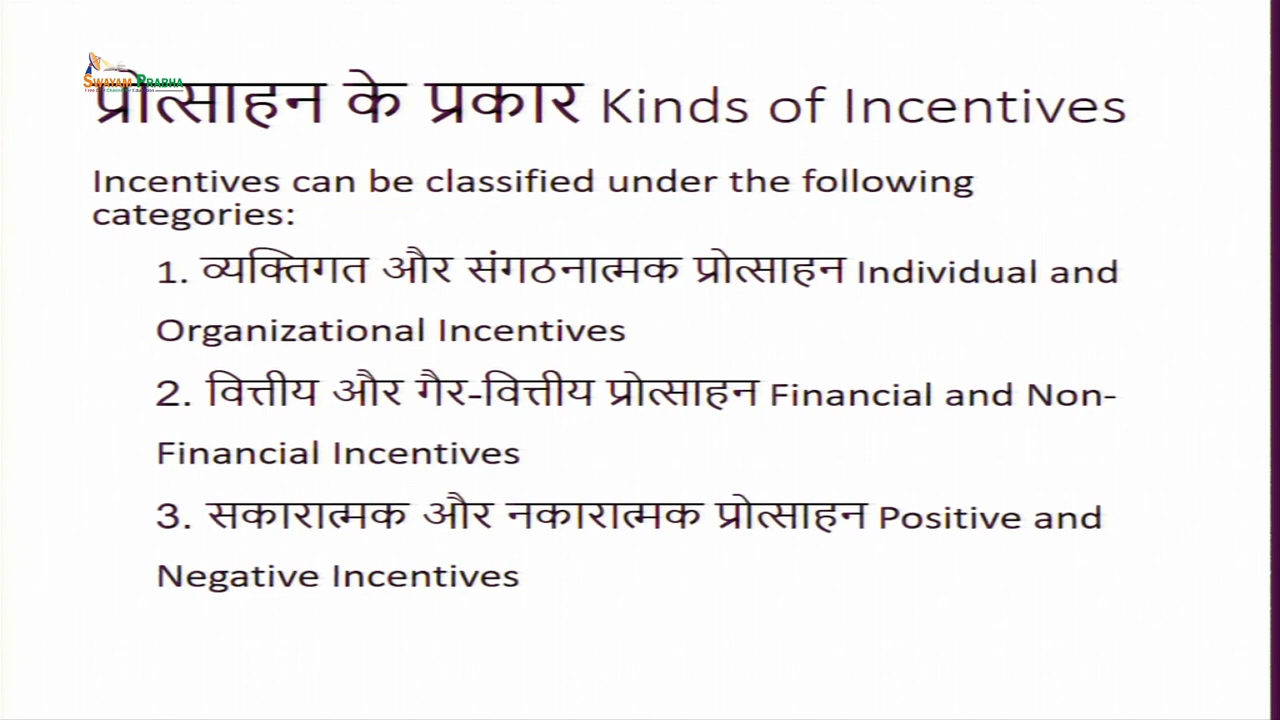 SWAYAM PRABHA
प्रोत्साहन के प्रकार Kinds of Incentives
Incentives can be classified under the following
categories:
1. व्यक्तिगत और संगठनात्मक प्रोत्साहन Individual and
Organizational Incentives
2. वित्तीय और गैर-वित्तीय प्रोत्साहन Financial and Non-
Financial Incentives
3. सकारात्मक और नकारात्मक प्रोत्साहन Positive and
Negative Incentives